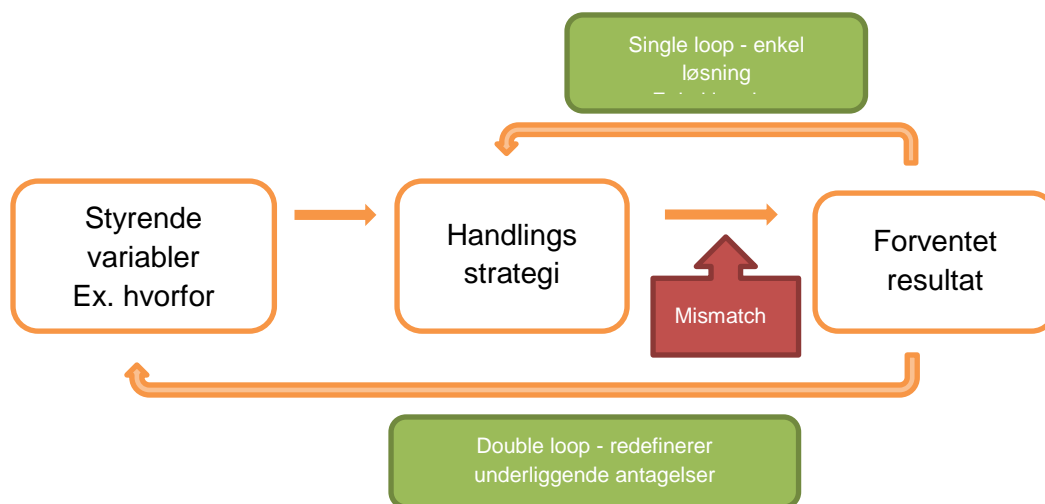 Single loop - enkel
løsning
Styrende
variabler
Ex. hvorfor
Handlings
strategi
Forventet
resultat
Mismatch
Double loop - redefinerer
underliggende antagelser